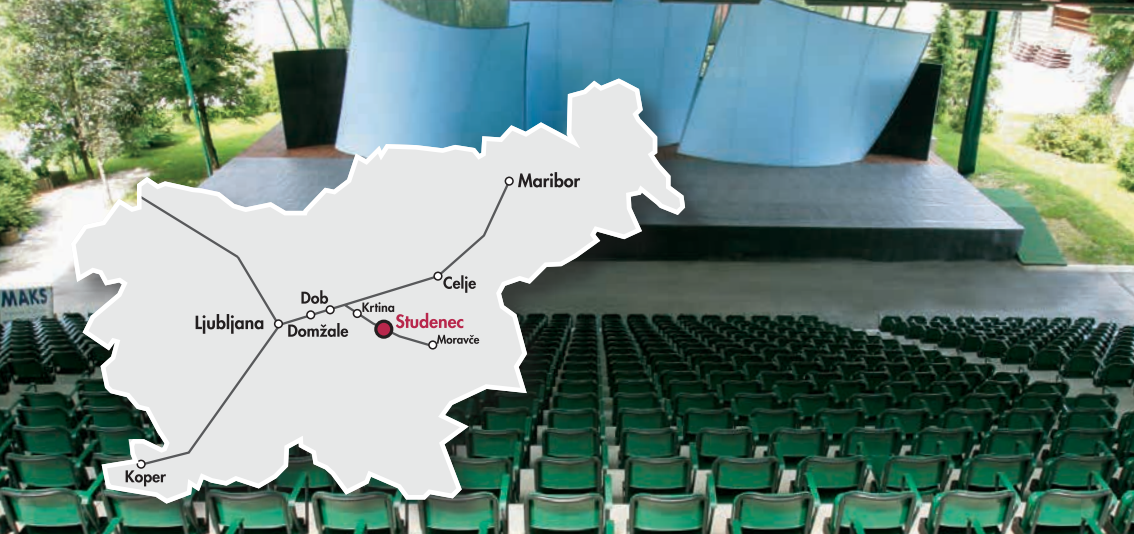 Maribor
Celje
Dob
Krtina
Ljubljana
Domžale
Studenec
Moravče
Koper
MAKS